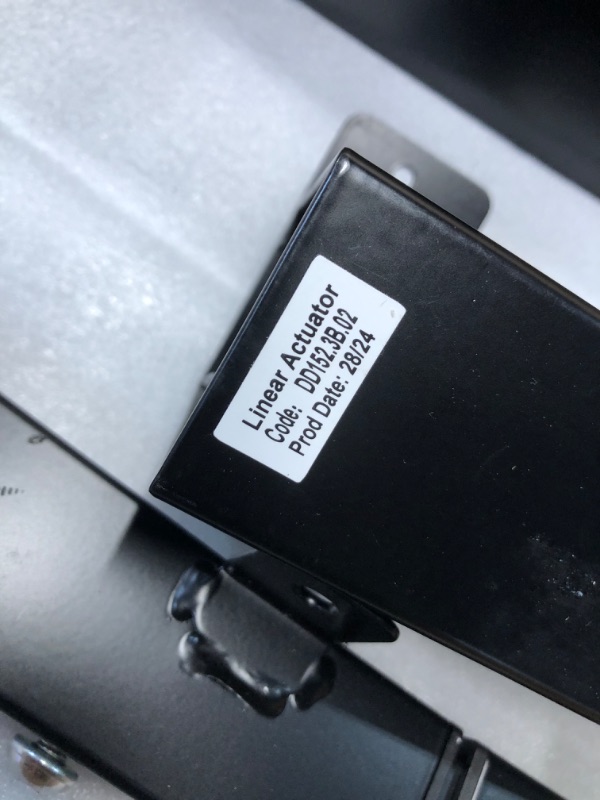 Linear Actuator
Code: DD152.3B.02
Prod Date: 28/24